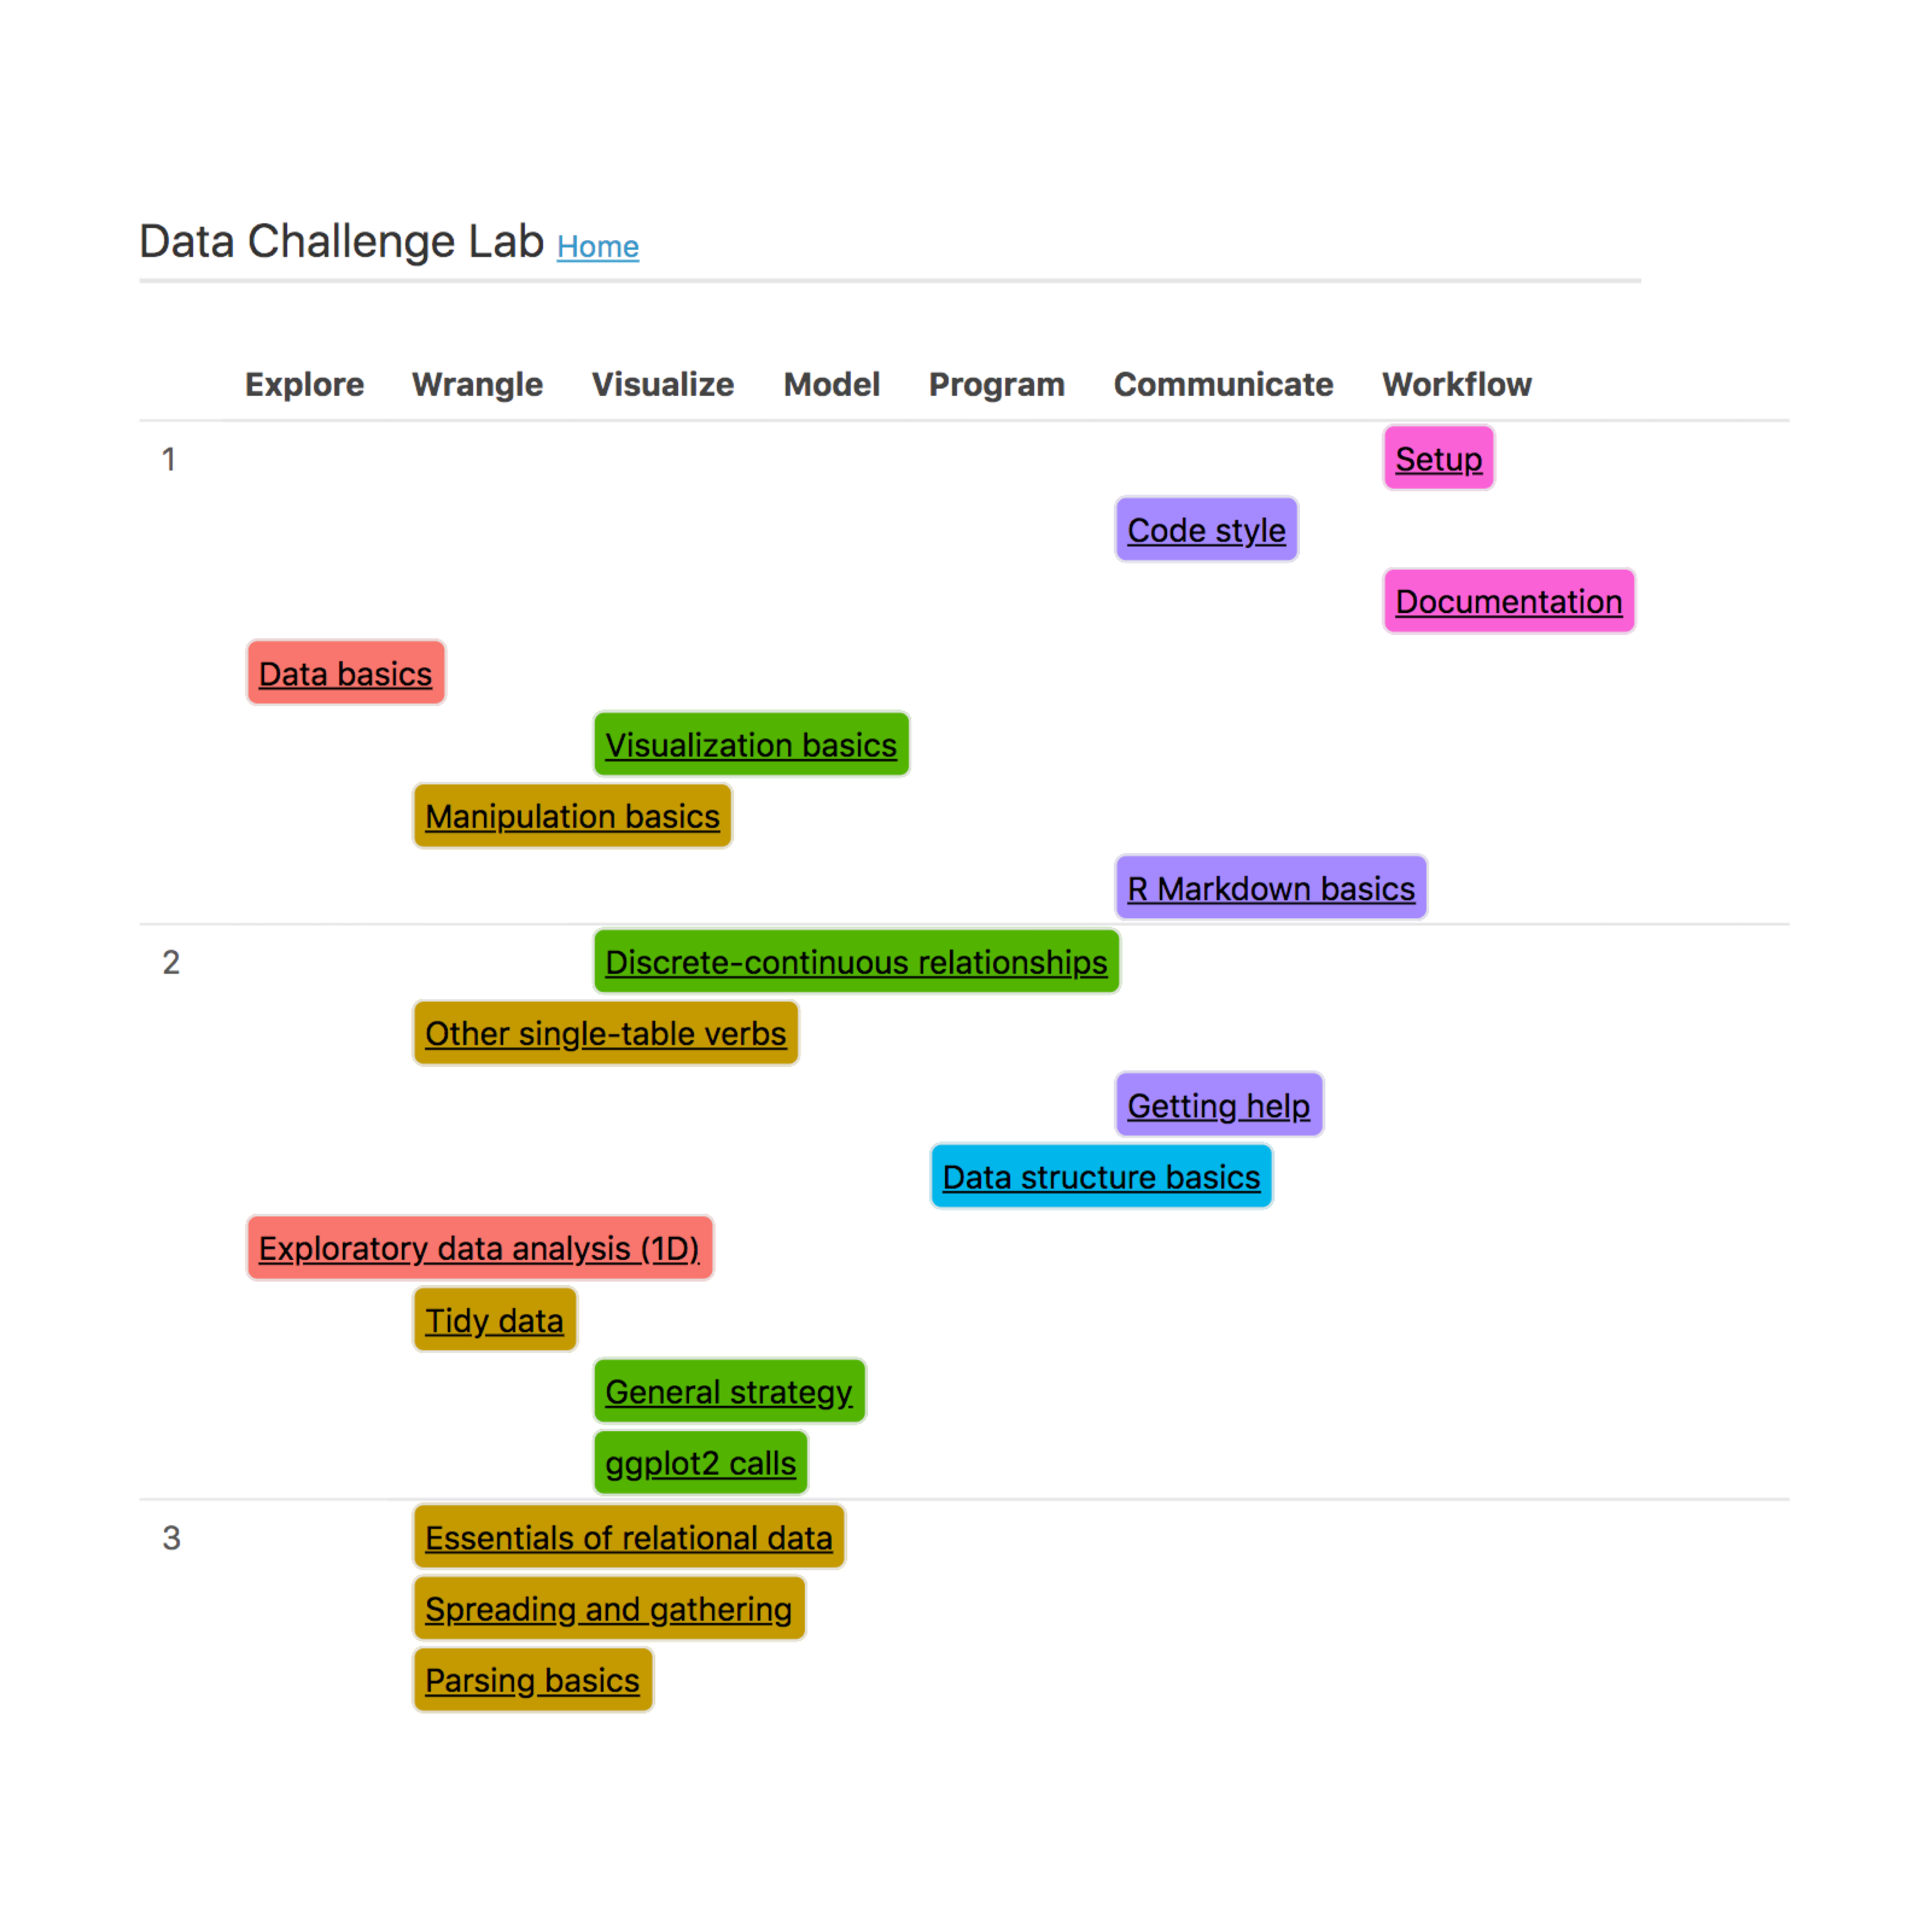 Data Challenge Lab Home
Explore Wrangle Visualize Model Program Communicate Workflow
1 Setup
Code style
Documentation
Data basics
Visualization basics
Manipulation basics
R Markdown basics
2 Discrete-continuous relationships
Other single-table verbs
Getting help
Data structure basics
Exploratory data analysis (1D)
Tidy data
General strategy
ggplot2 calls
3 Essentials of relational data
Spreading and gathering
Parsing basics